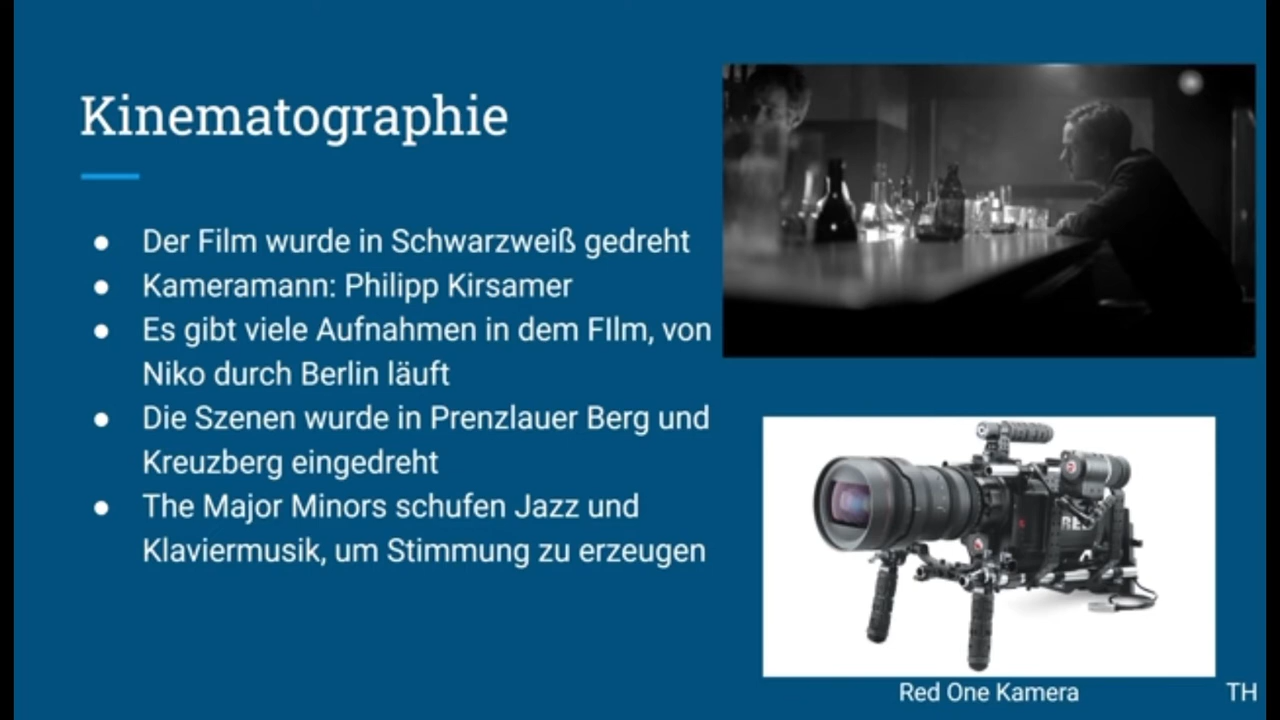 Kinematographie
● Der Film wurde in Schwarzweiß gedreht
● Kameramann: Philipp Kirsamer
● Es gibt viele Aufnahmen in dem FIlm, von
Niko durch Berlin läuft
● Die Szenen wurde in Prenzlauer Berg und
Kreuzberg eingedreht
● The Major Minors schufen Jazz und
Klaviermusik, um Stimmung zu erzeugen
Red One Kamera
TH